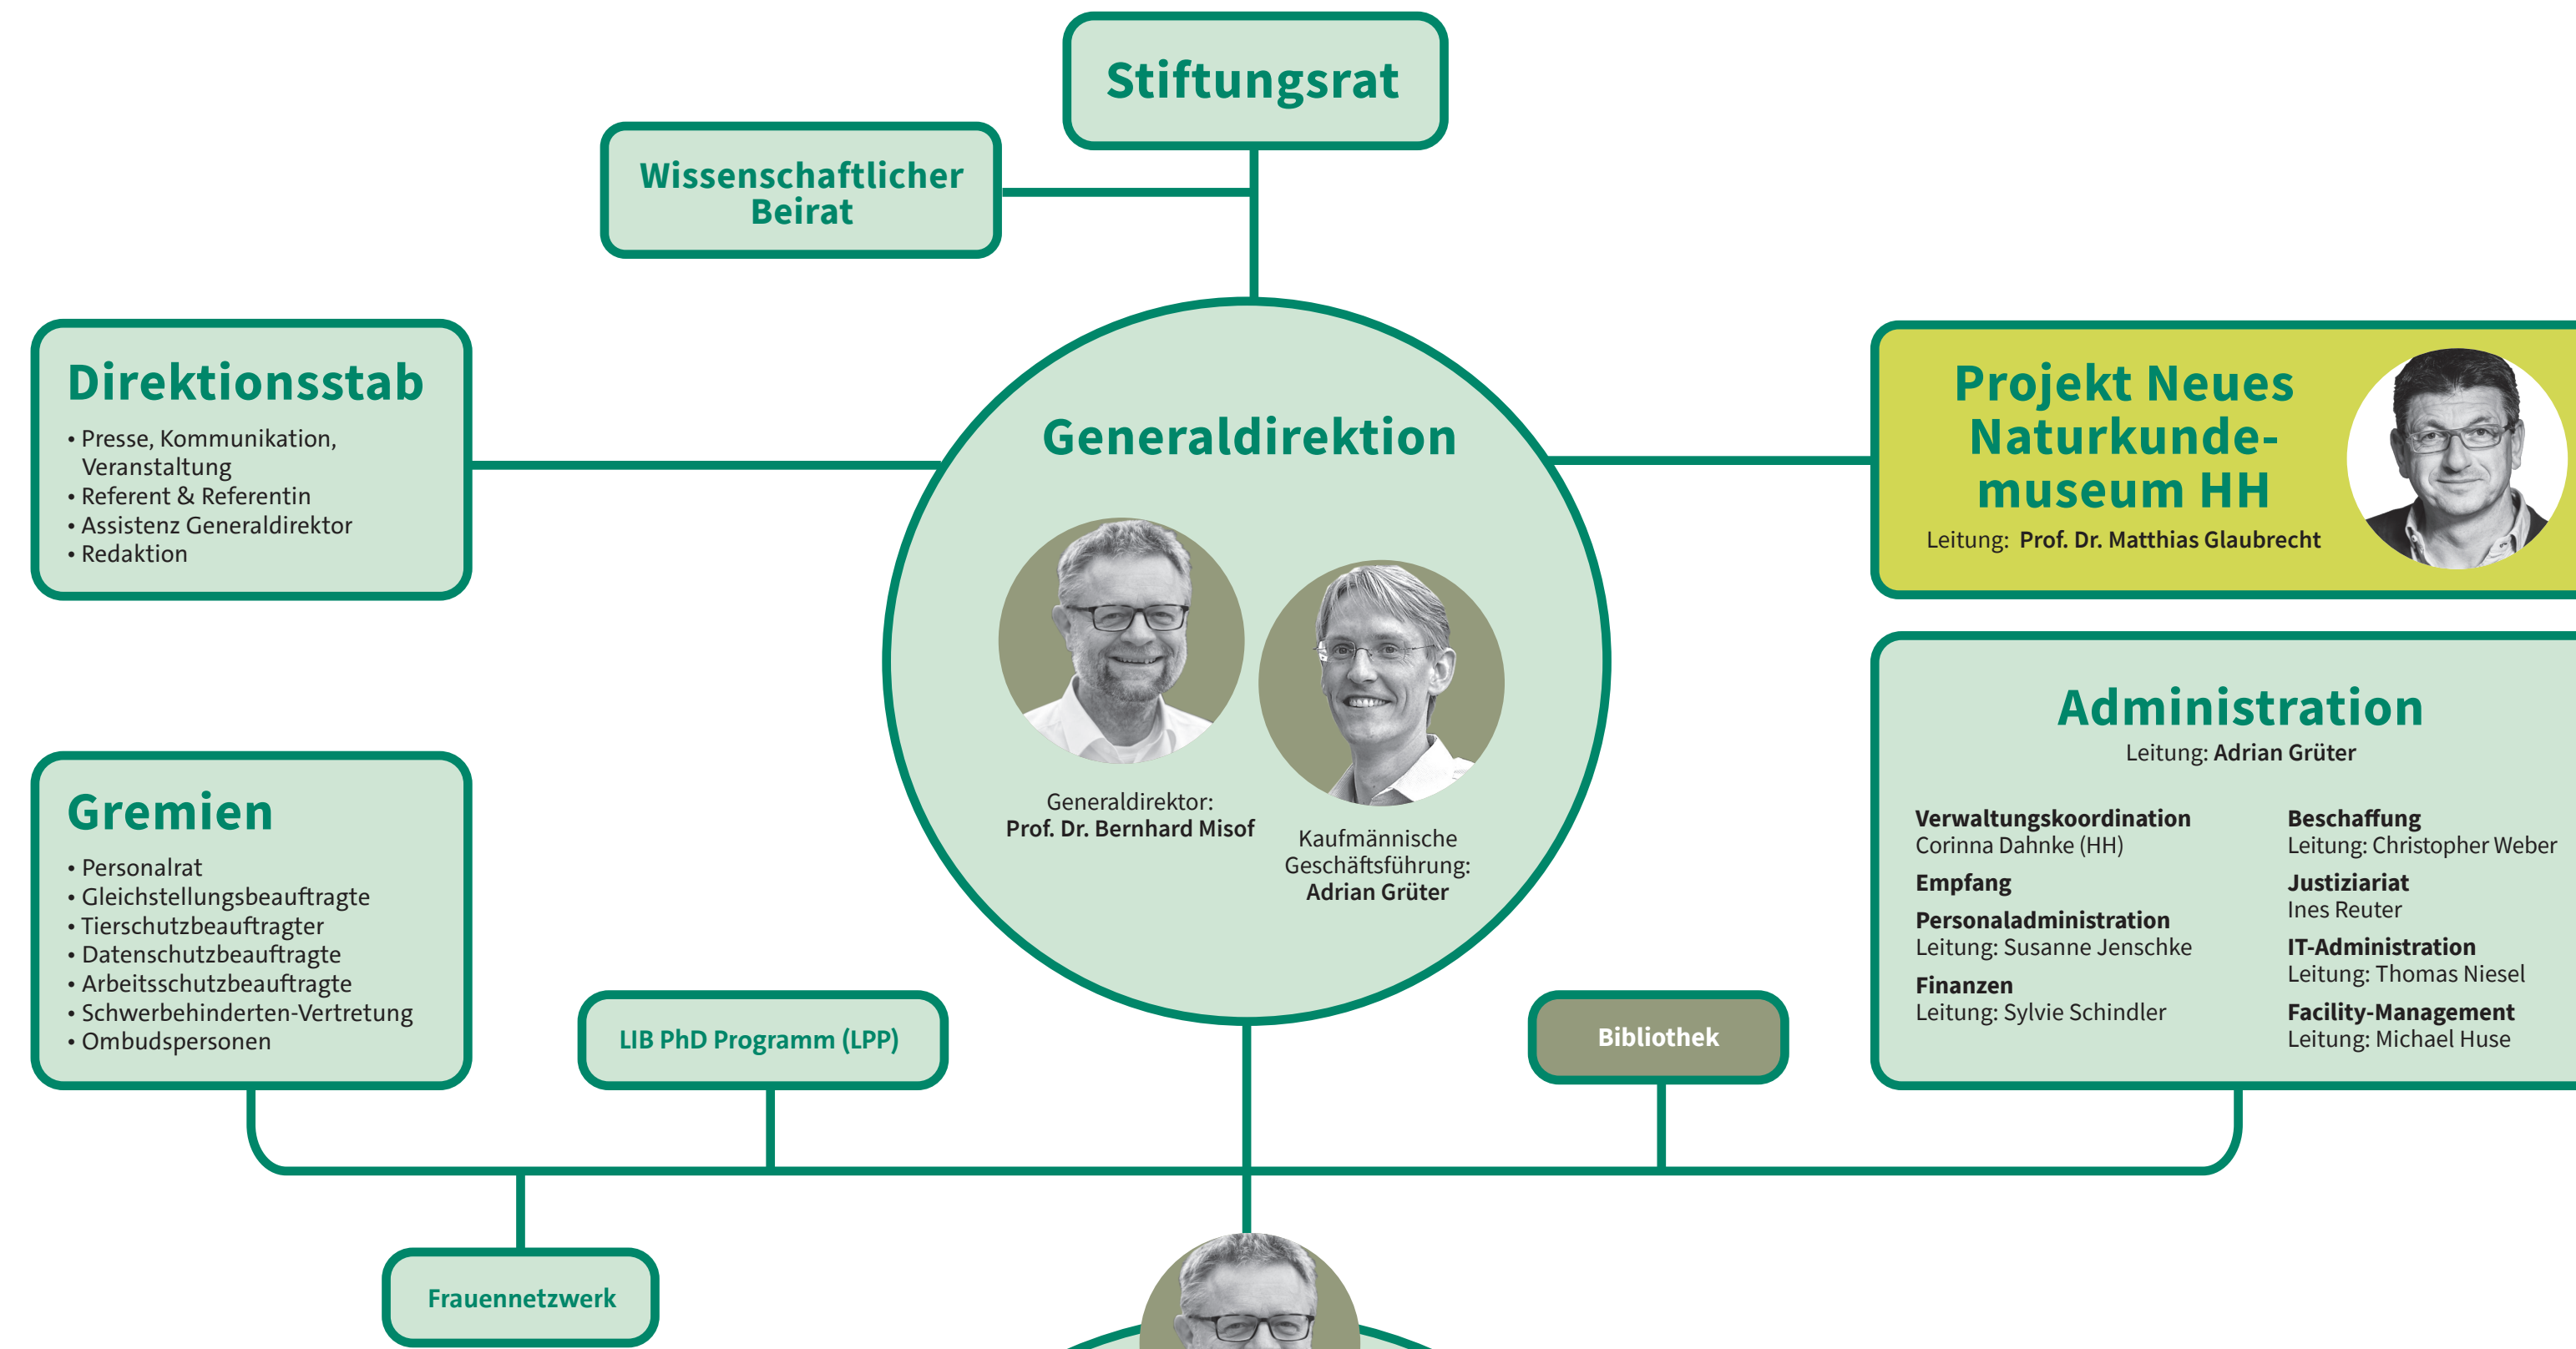 Stiftungsrat
Wissenschaftlicher
Beirat
Direktionsstab
• Presse, Kommunikation,
Veranstaltung
• Referent & Referentin
• Assistenz Generaldirektor
• Redaktion
Generaldirektion
Generaldirektor:
Prof. Dr. Bernhard Misof
Kaufmännische
Geschäftsführung:
Adrian Grüter
Projekt Neues
Naturkunde-
museum HH
Leitung: Prof. Dr. Matthias Glaubrecht
Administration
Leitung: Adrian Grüter
Verwaltungskoordination
Corinna Dahnke (HH)
Empfang
Personaladministration
Leitung: Susanne Jenschke
Finanzen
Leitung: Sylvie Schindler
Beschaffung
Leitung: Christopher Weber
Justiziariat
Ines Reuter
IT-Administration
Leitung: Thomas Niesel
Facility-Management
Leitung: Michael Huse
Gremien
• Personalrat
• Gleichstellungsbeauftragte
• Tierschutzbeauftragter
• Datenschutzbeauftragte
• Arbeitsschutzbeauftragte
• Schwerbehinderten-Vertretung
• Ombudspersonen
LIB PhD Programm (LPP)
Bibliothek
Frauennetzwerk